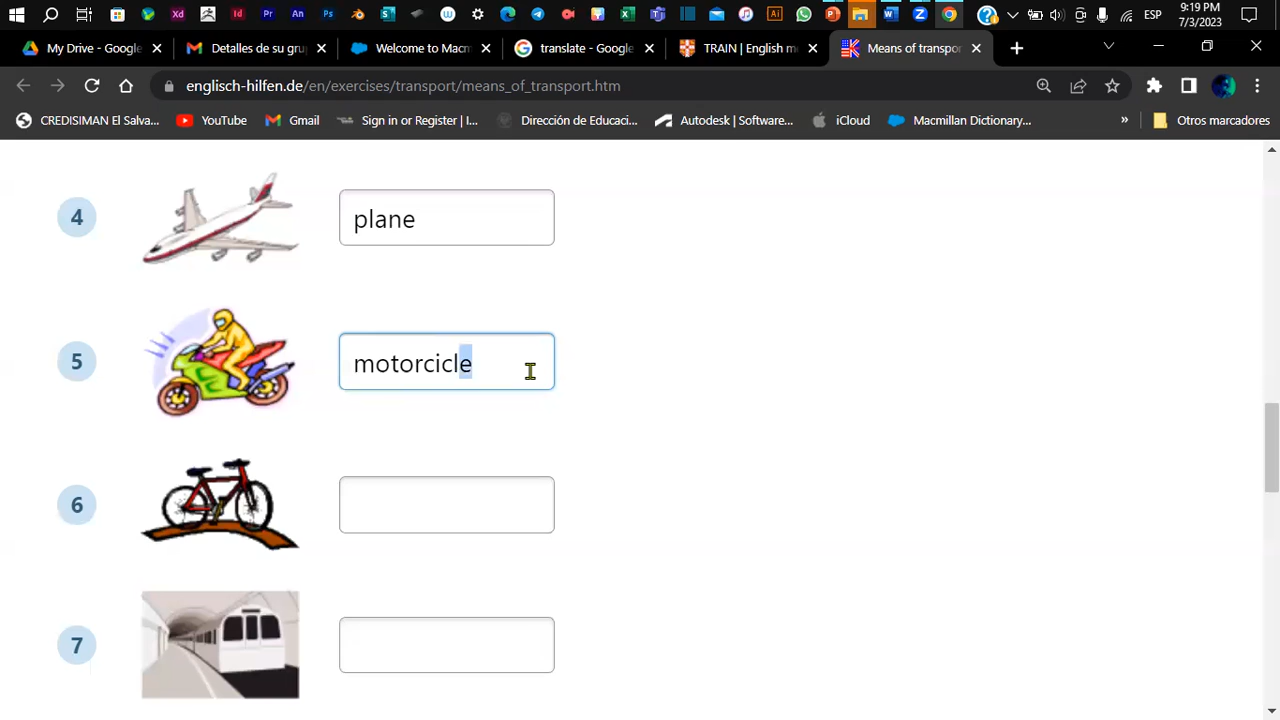 9:19 PM
ESP
7/3/2023
My Drive - Google
Detalles de su gru
Welcome to Macm
translate - Google
TRAIN | English m
Means of transpor
englisch-hilfen.de/en/exercises/transport/means_of_transport.htm
CREDISIMAN El Salva...
YouTube
Gmail
Sign in or Register | I...
Dirección de Educaci...
Autodesk | Software...
iCloud
Macmillan Dictionary...
»
Otros marcadores
4
plane
5
motorcicle
6
7